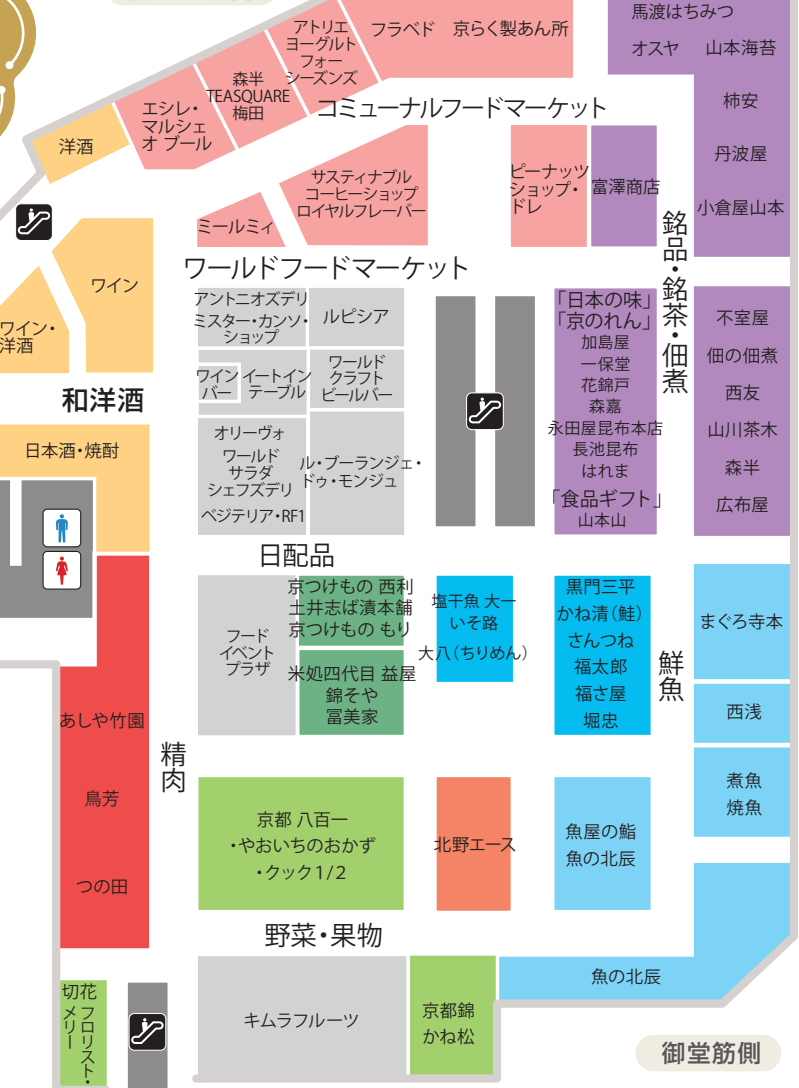 馬渡はちみつ
オスヤ
山本海苔
柿安
丹波屋
小倉屋山本
アトリエ
ヨーグルト
フォー
シーズンズ
フラベド
京らく製あん所
森半
TEASQUARE
梅田
エシレ・
マルシェ
オ ブール
洋酒
コミューナルフードマーケット
サスティナブル
コーヒーショップ
ロイヤルフレーバー
ピーナッツ
ショップ・
ドレ
富澤商店
ミールミィ
銘品・銘茶・佃煮
ワールドフードマーケット
ワイン
ワイン・
洋酒
和洋酒
日本酒・焼酎
アントニオズデリ
ミスター・カンソ・
ショップ
ルピシア
ワイン
バー
イートイン
テーブル
ワールド
クラフト
ビールバー
オリーヴォ
ワールド
サラダ
シェフズデリ
ベジテリア・RF1
ル・ブーランジェ・
ドゥ・モンジュ
「日本の味」
「京のれん」
加島屋
一保堂
花錦戸
森嘉
永田屋昆布本店
長池昆布
はれま
「食品ギフト」
山本山
不室屋
佃の佃煮
西友
山川茶木
森半
広布屋
日配品
フード
イベント
プラザ
京つけもの 西利
土井志ば漬本舗
京つけもの もり
米処四代目 益屋
錦そや
冨美家
塩干魚 大一
いそ路
大八（ちりめん）
黒門三平
かね清（鮭）
さんつね
福太郎
福さ屋
堀忠
鮮魚
まぐろ寺本
西浅
煮魚
焼魚
あしや竹園
鳥芳
つの田
精肉
京都 八百一
・やおいちのおかず
・クック1/2
北野エース
魚屋の鮨
魚の北辰
野菜・果物
切花
フロリスト・
メリー
キムラフルーツ
京都錦
かね松
魚の北辰
御堂筋側